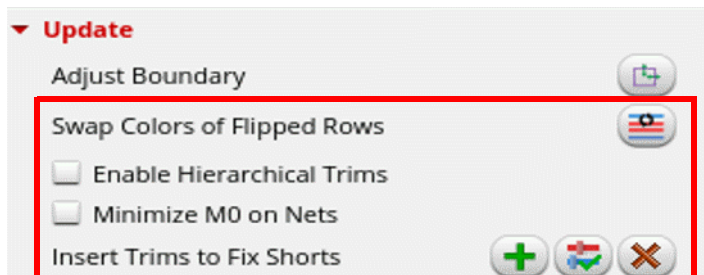 Update
Adjust Boundary
Swap Colors of Flipped Rows
Enable Hierarchical Trims
Minimize M0 on Nets
Insert Trims to Fix Shorts